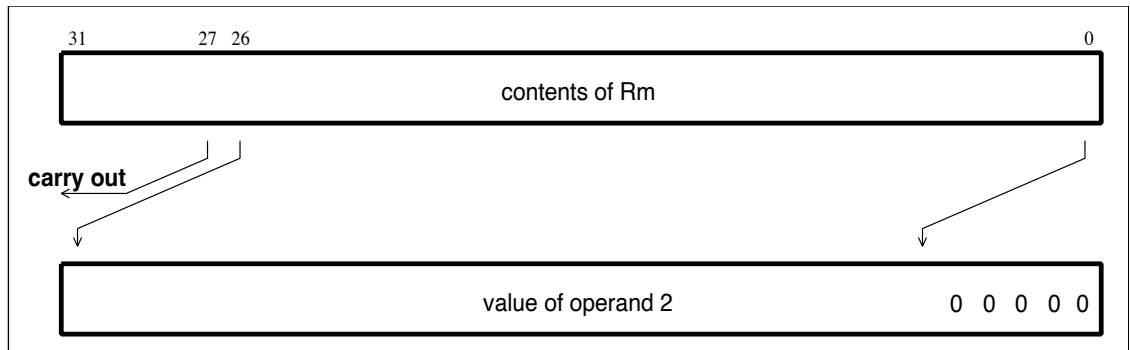 31 27 26 0
contents of Rm
carry out
value of operand 2 0 0 0 0 0